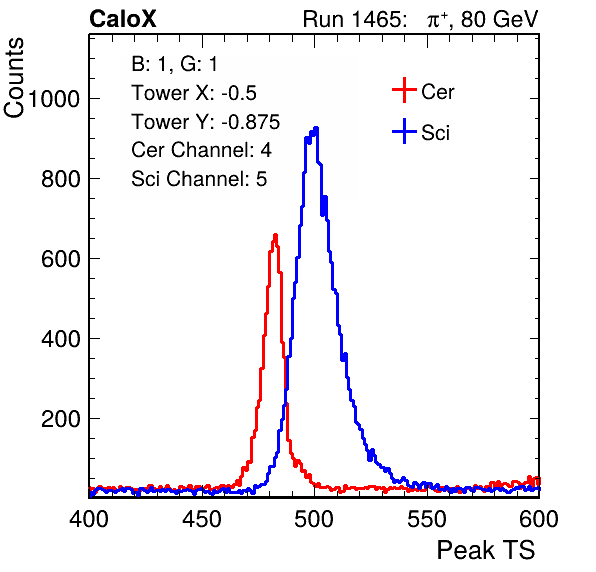 CaloX Run 1465: π⁺, 80 GeV
Counts
B: 1, G: 1
Tower X: -0.5
Tower Y: -0.875
Cer Channel: 4
Sci Channel: 5
Cer
Sci
1000
800
600
400
200
400 450 500 550 600
Peak TS